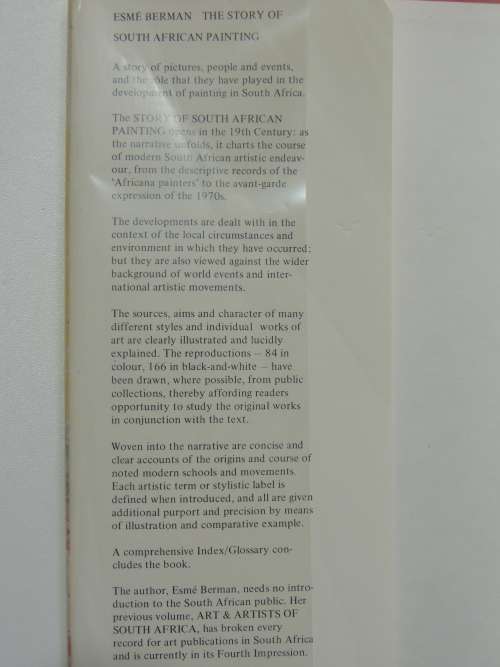 ESMÉ BERMAN THE STORY OF
SOUTH AFRICAN PAINTING
A story of pictures, people and events,
and the rôle that they have played in the
development of painting in South Africa.
The STORY OF SOUTH AFRICAN
PAINTING opens in the 19th Century: as
the narrative unfolds, it charts the course
of modern South African artistic endeav-
our, from the descriptive records of the
'Africana painters' to the avant-garde
expression of the 1970s.
The developments are dealt with in the
context of the local circumstances and
environment in which they have occurred;
but they are also viewed against the wider
background of world events and inter-
national artistic movements.
The sources, aims and character of many
different styles and individual works of
art are clearly illustrated and lucidly
explained. The reproductions — 84 in
colour, 166 in black-and-white — have
been drawn, where possible, from public
collections, thereby affording readers
opportunity to study the original works
in conjunction with the text.
Woven into the narrative are concise and
clear accounts of the origins and course of
noted modern schools and movements.
Each artistic term or stylistic label is
defined when introduced, and all are given
additional purport and precision by means
of illustration and comparative example.
A comprehensive Index/Glossary con-
cludes the book.
The author, Esmé Berman, needs no intro-
duction to the South African public. Her
previous volume, ART & ARTISTS OF
SOUTH AFRICA, has broken every
record for art publications in South Africa
and is currently in its Fourth Impression.